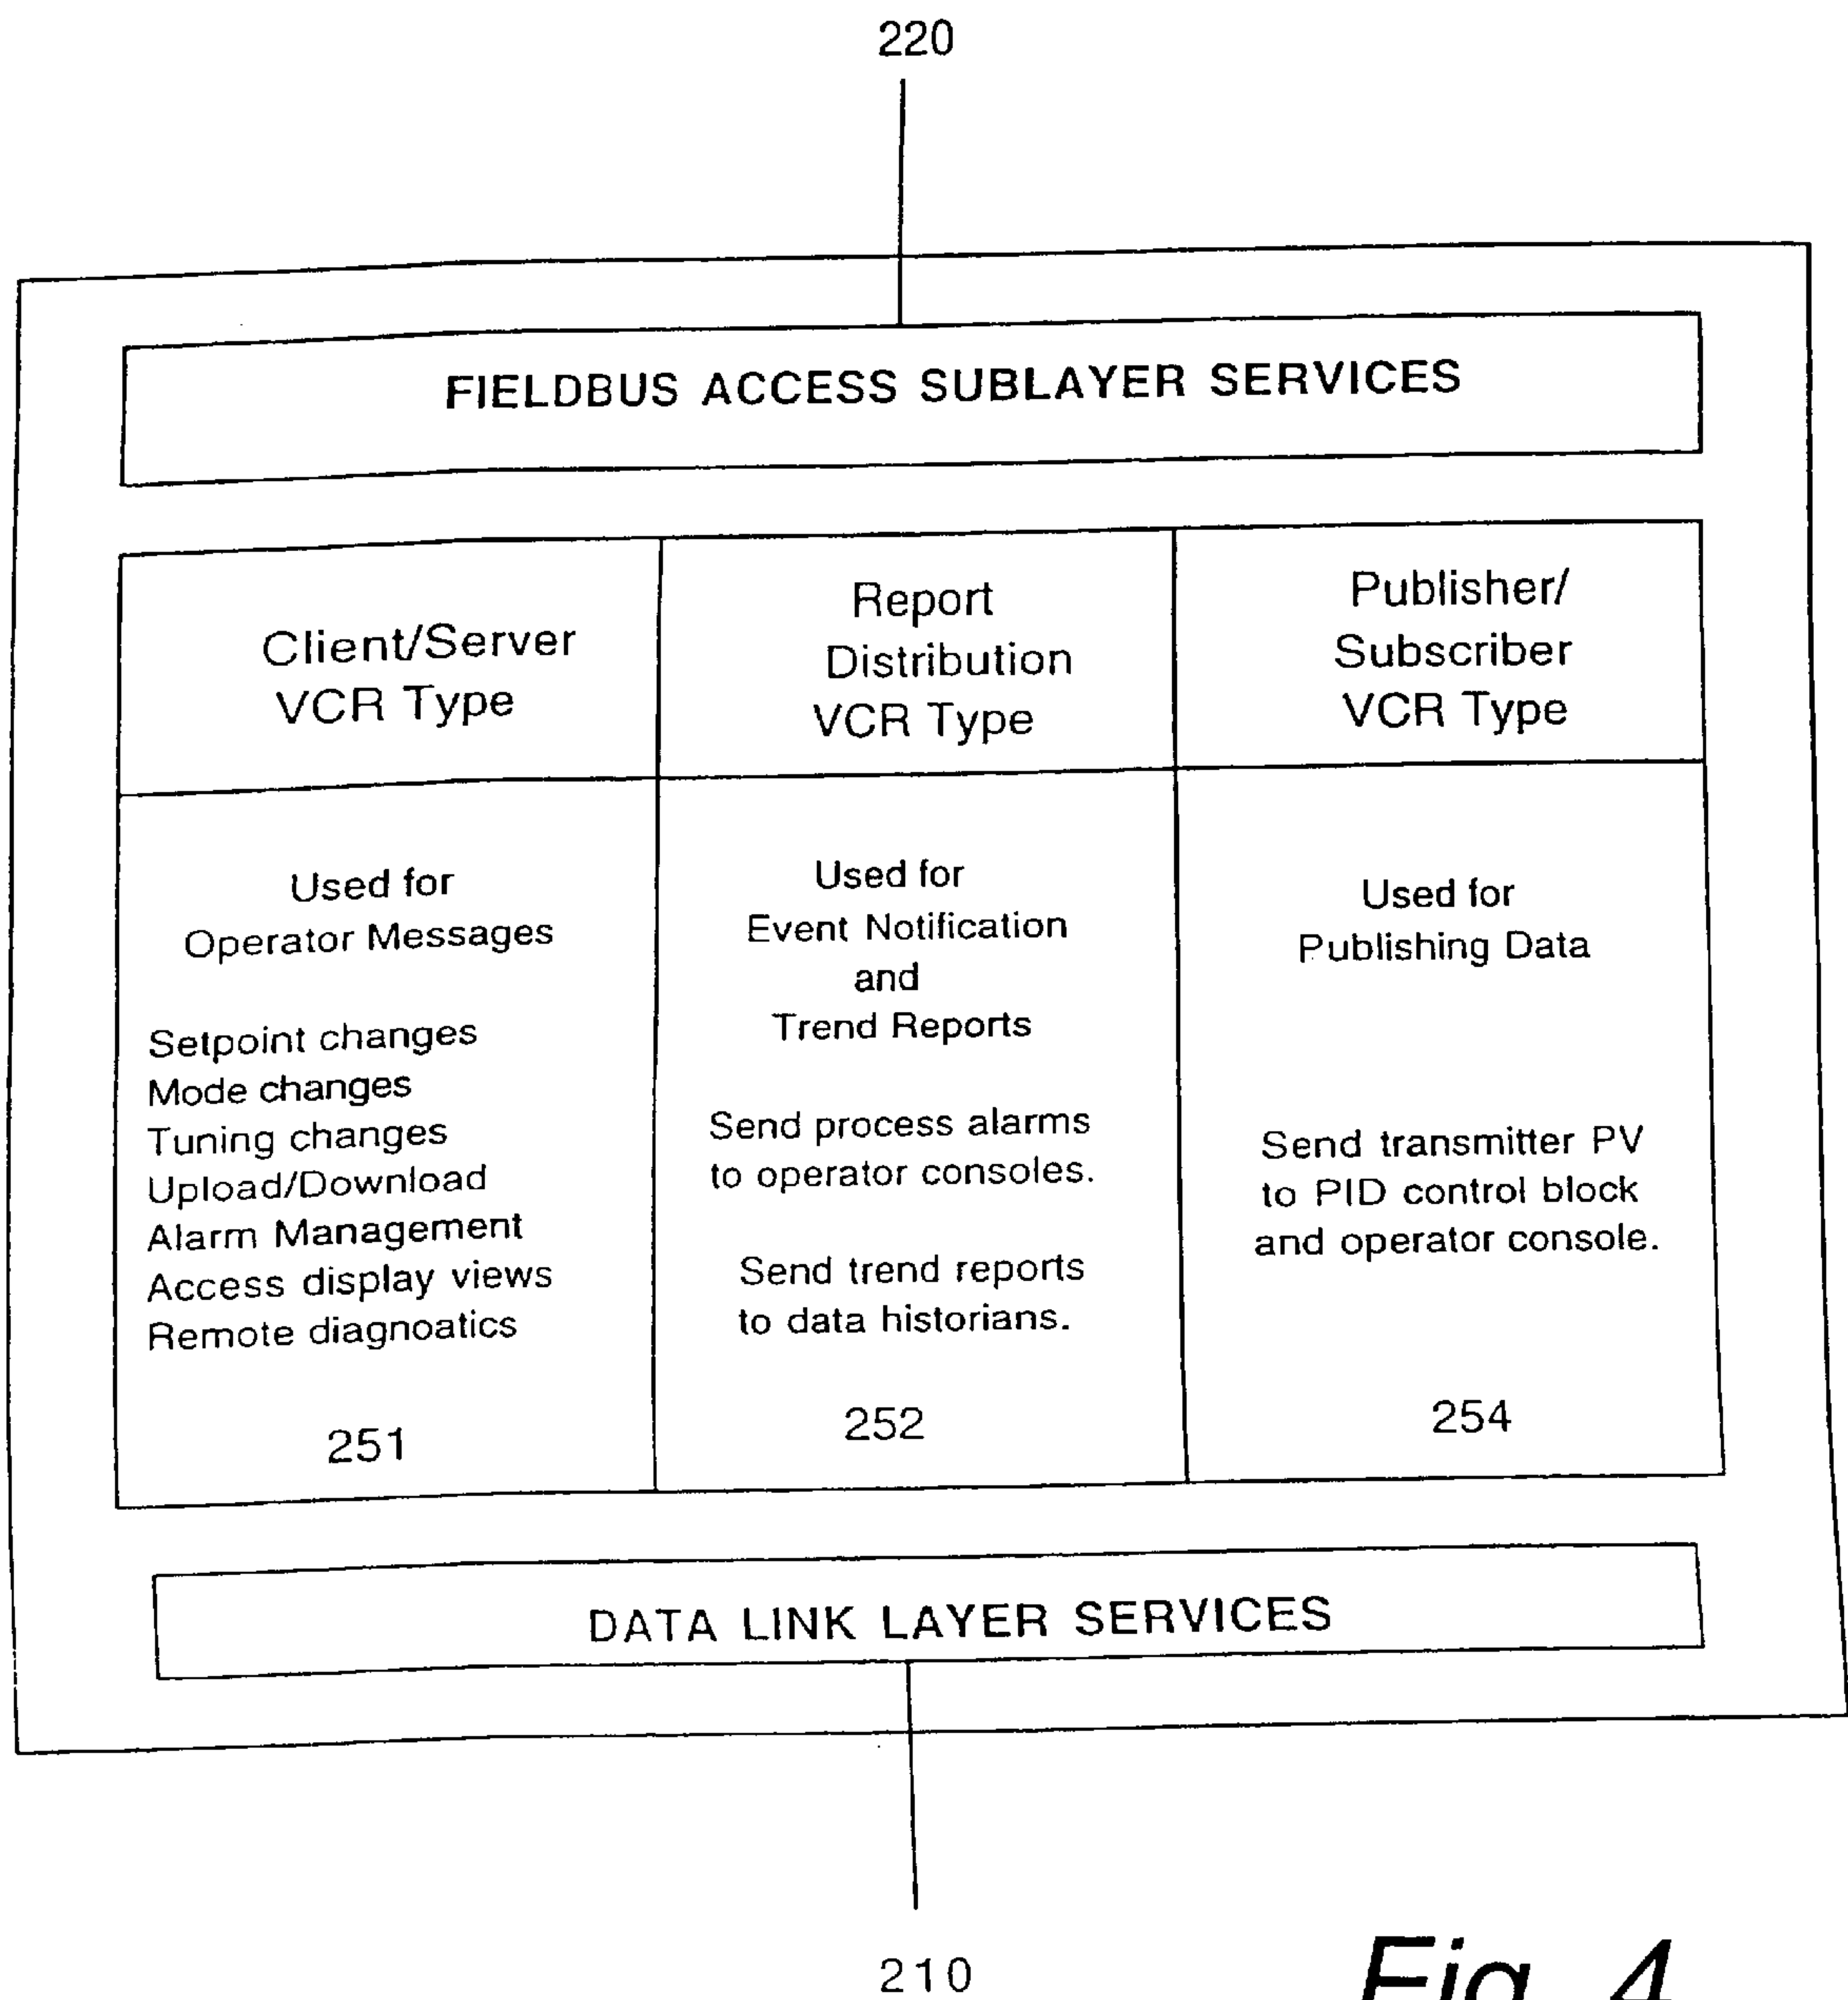 220
FIELDBUS ACCESS SUBLAYER SERVICES
Client/Server
VCR Type
Report
Distribution
VCR Type
Publisher/
Subscriber
VCR Type
Used for
Operator Messages
Setpoint changes
Mode changes
Tuning changes
Upload/Download
Alarm Management
Access display views
Remote diagnoatics
251
Used for
Event Notification
and
Trend Reports
Send process alarms
to operator consoles.
Send trend reports
to data historians.
252
Used for
Publishing Data
Send transmitter PV
to PID control block
and operator console.
254
DATA LINK LAYER SERVICES
210
Fig. 4